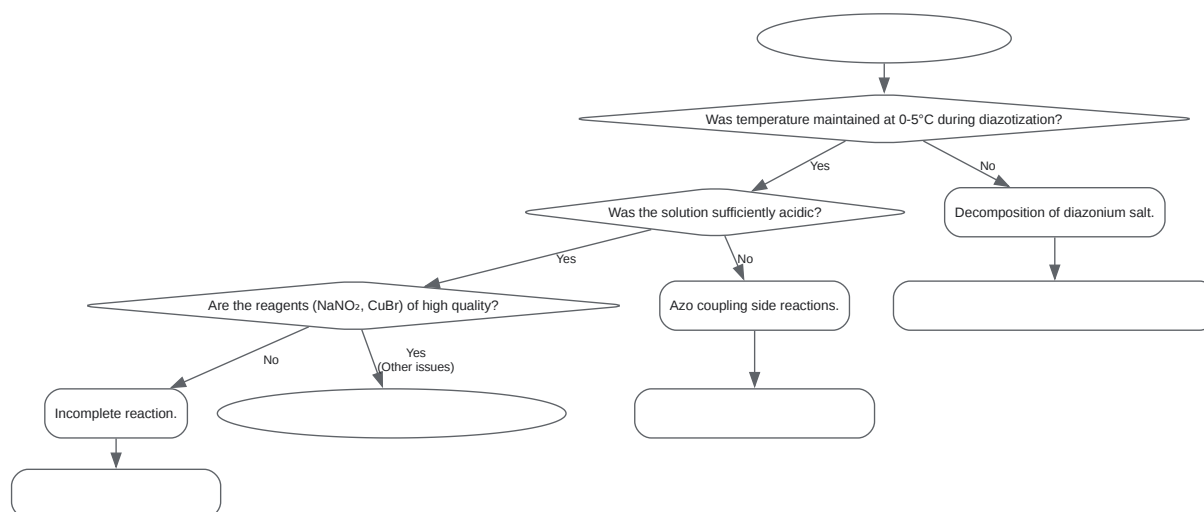 Was temperature maintained at 0-5°C during diazotization?
Yes
No
Was the solution sufficiently acidic?
Decomposition of diazonium salt.
Yes
No
Are the reagents (NaNO₂, CuBr) of high quality?
Azo coupling side reactions.
No
Yes
(Other issues)
Incomplete reaction.